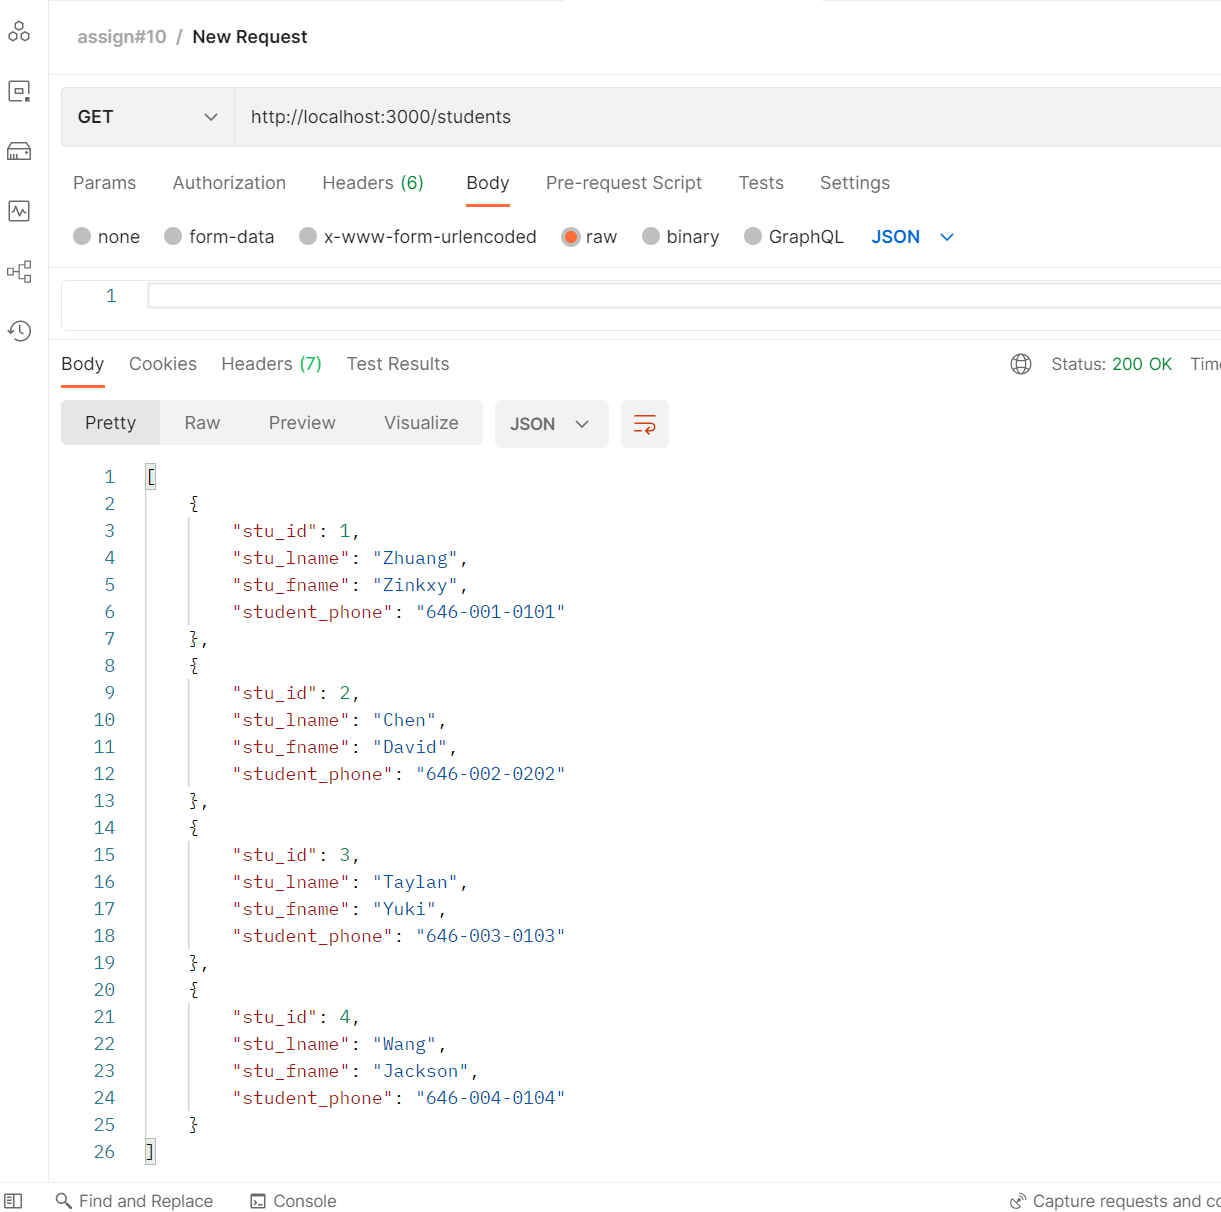 assign#10 / New Request
GET http://localhost:3000/students
Params Authorization Headers (6) Body Pre-request Script Tests Settings
none form-data x-www-form-urlencoded raw binary GraphQL JSON
1
Body Cookies Headers (7) Test Results Status: 200 OK
Pretty Raw Preview Visualize JSON
1 [
2 {
3 "stu_id": 1,
4 "stu_lname": "Zhuang",
5 "stu_fname": "Zinkxy",
6 "student_phone": "646-001-0101"
7 },
8 {
9 "stu_id": 2,
10 "stu_lname": "Chen",
11 "stu_fname": "David",
12 "student_phone": "646-002-0202"
13 },
14 {
15 "stu_id": 3,
16 "stu_lname": "Taylan",
17 "stu_fname": "Yuki",
18 "student_phone": "646-003-0103"
19 },
20 {
21 "stu_id": 4,
22 "stu_lname": "Wang",
23 "stu_fname": "Jackson",
24 "student_phone": "646-004-0104"
25 }
26 ]
Find and Replace Console Capture requests and